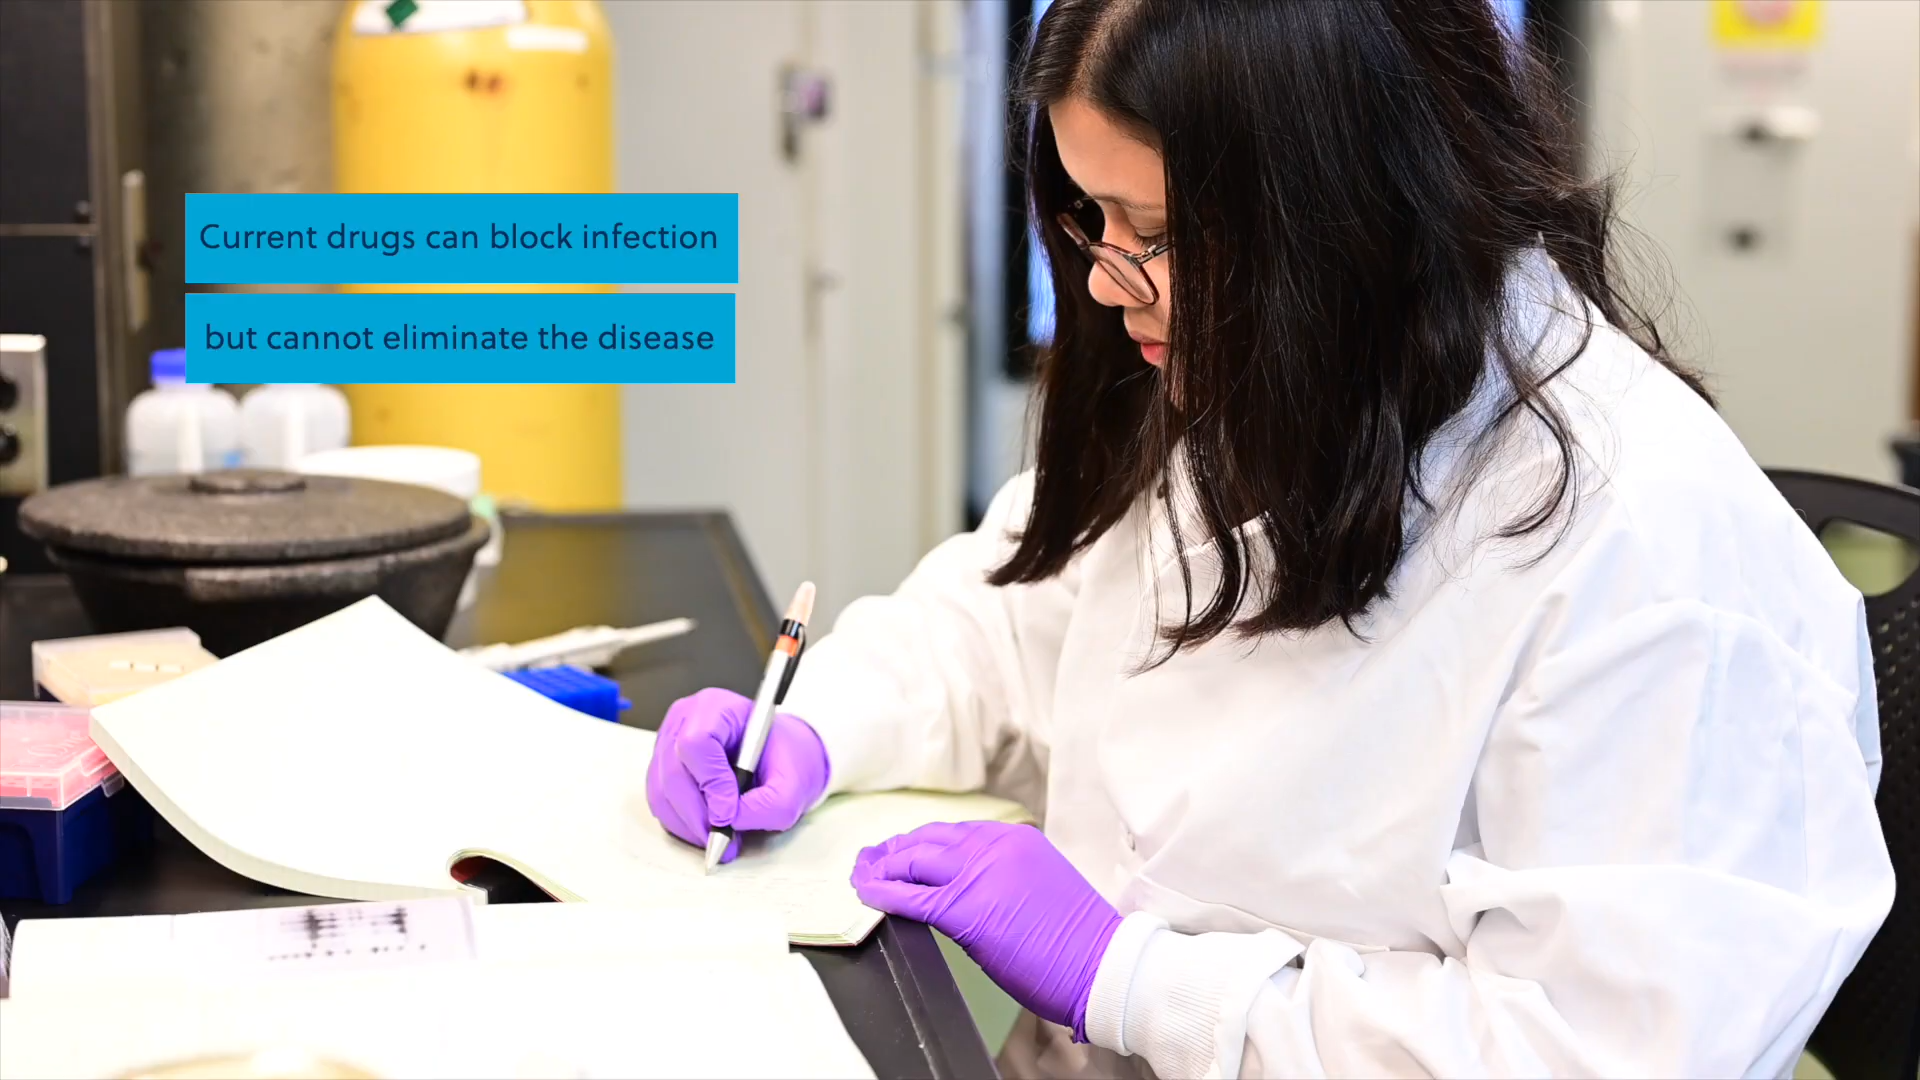 Current drugs can block infection
but cannot eliminate the disease